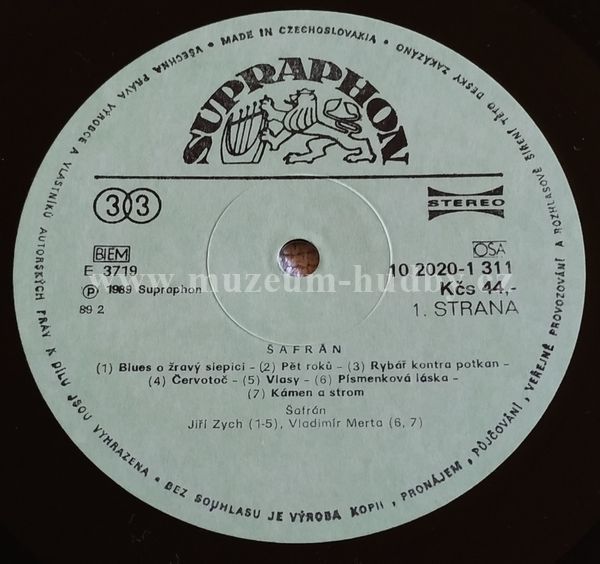 VŠECHNA PRÁVA VÝROBCE A VLASTNÍKŮ AUTORSKÝCH PRAV K DÍLU JSOU VYHRAZENA • BEZ SOUHLASU JE VÝROBA KOPIÍ, PRONÁJEM, PŮJČOVÁNÍ, VEŘEJNÉ PROVOZOVÁNÍ A ROZHLASOVÉ ŠÍŘENÍ TÉTO DESKY ZAKÁZÁNO • MADE IN CZECHOSLOVAKIA •
SUPRAPHON
33
STEREO
BIEM
OSA
E 3719
10 2020-1 311
www.muzeum-hudby.cz
Ⓟ 1989 Supraphon
Kčs 44,-
89 2
1. STRANA
ŠAFRÁN
(1) Blues o žravý slepici – (2) Pět roků – (3) Rybář kontra potkan –
(4) Červotoč – (5) Vlasy – (6) Písmenková láska –
(7) Kámen a strom
Šafrán
Jiří Zych (1-5), Vladimír Merta (6, 7)